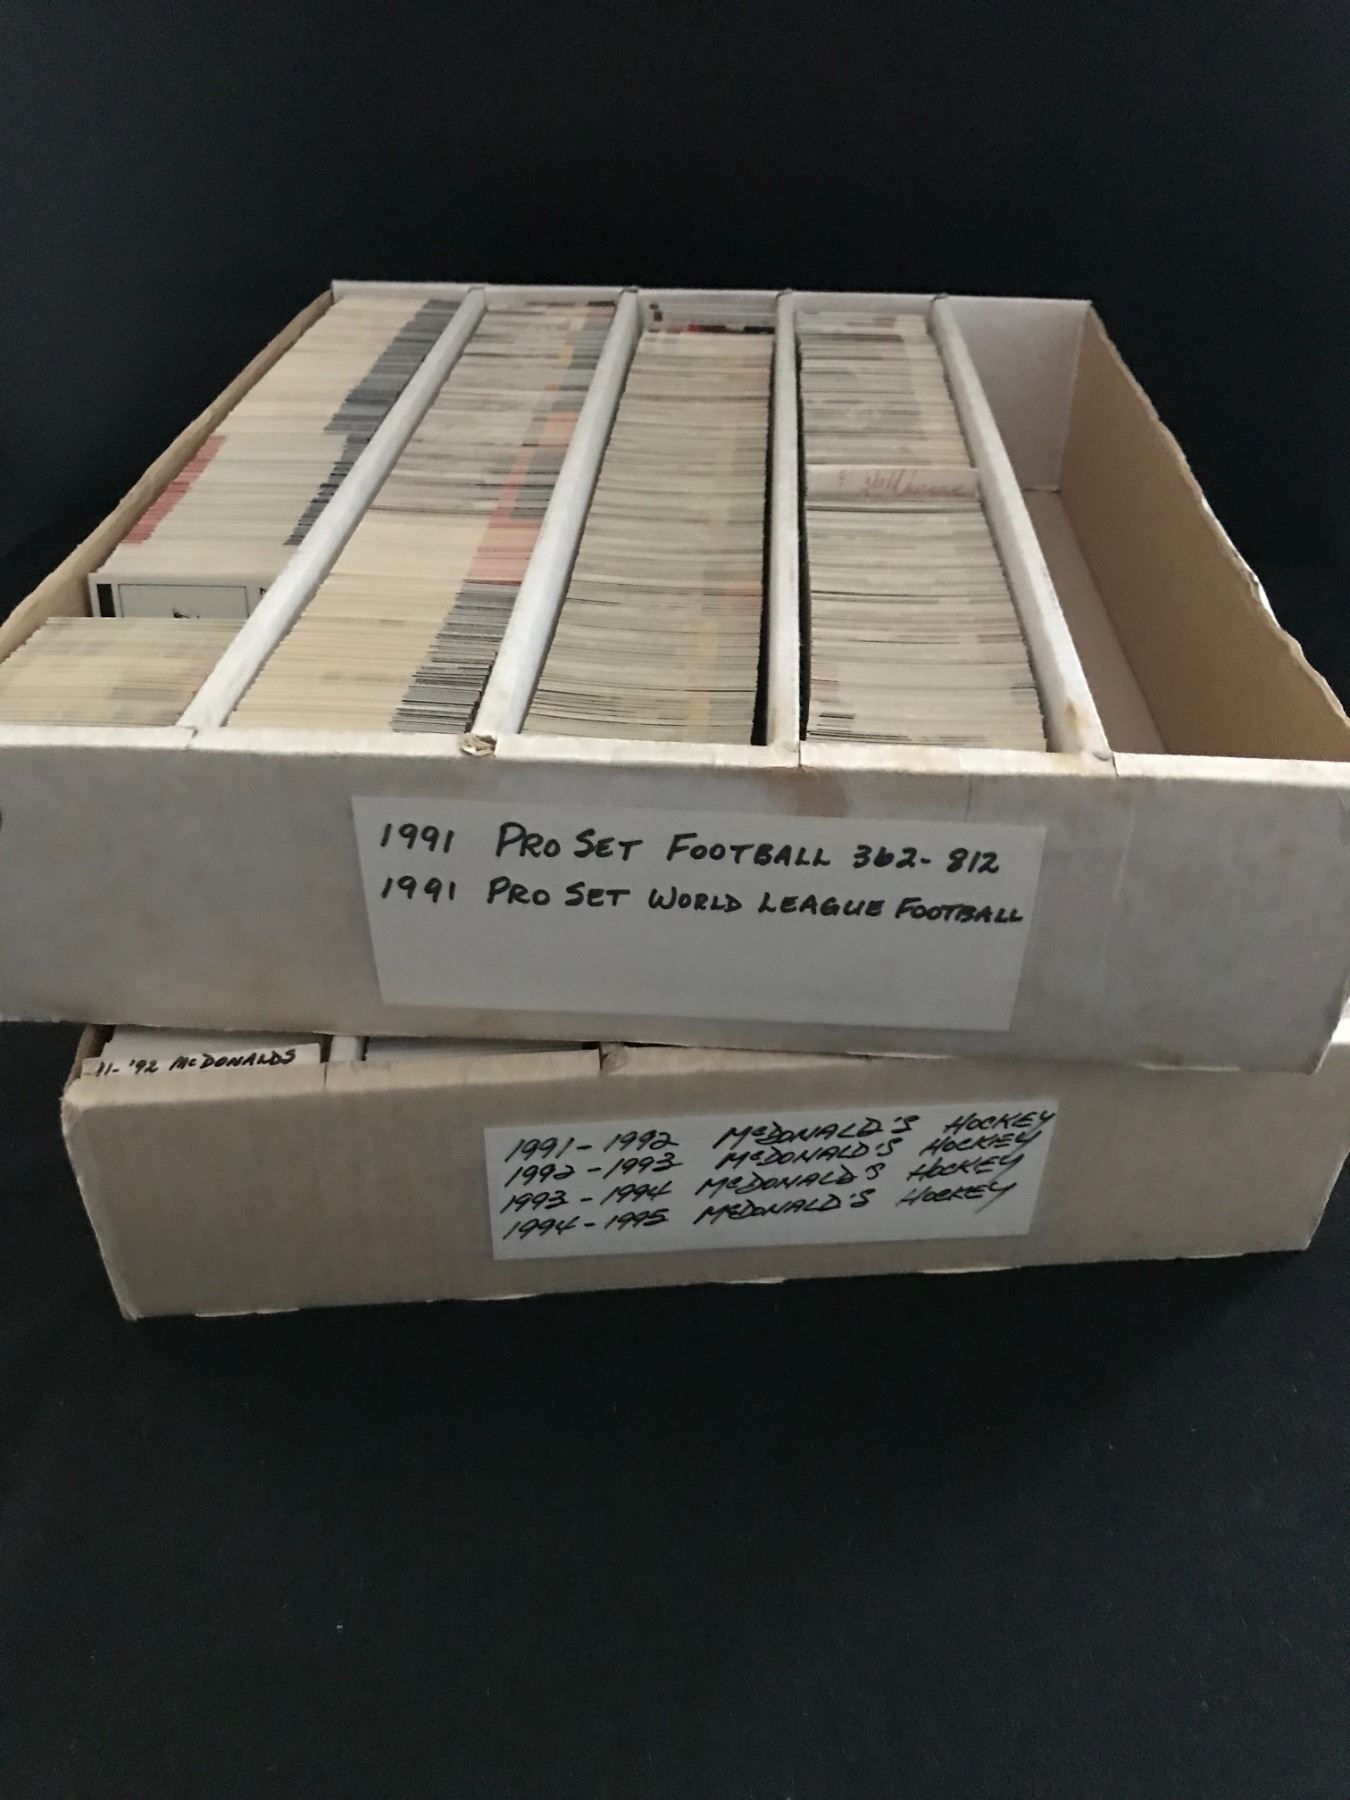 1991 PRO SET FOOTBALL 362-812
1991 PRO SET WORLD LEAGUE FOOTBALL
11-'92 MCDONALDS
1991-1992 MCDONALD'S HOCKEY
1992-1993 MCDONALD'S HOCKEY
1993-1994 MCDONALD'S HOCKEY
1994-1995 MCDONALD'S HOCKEY